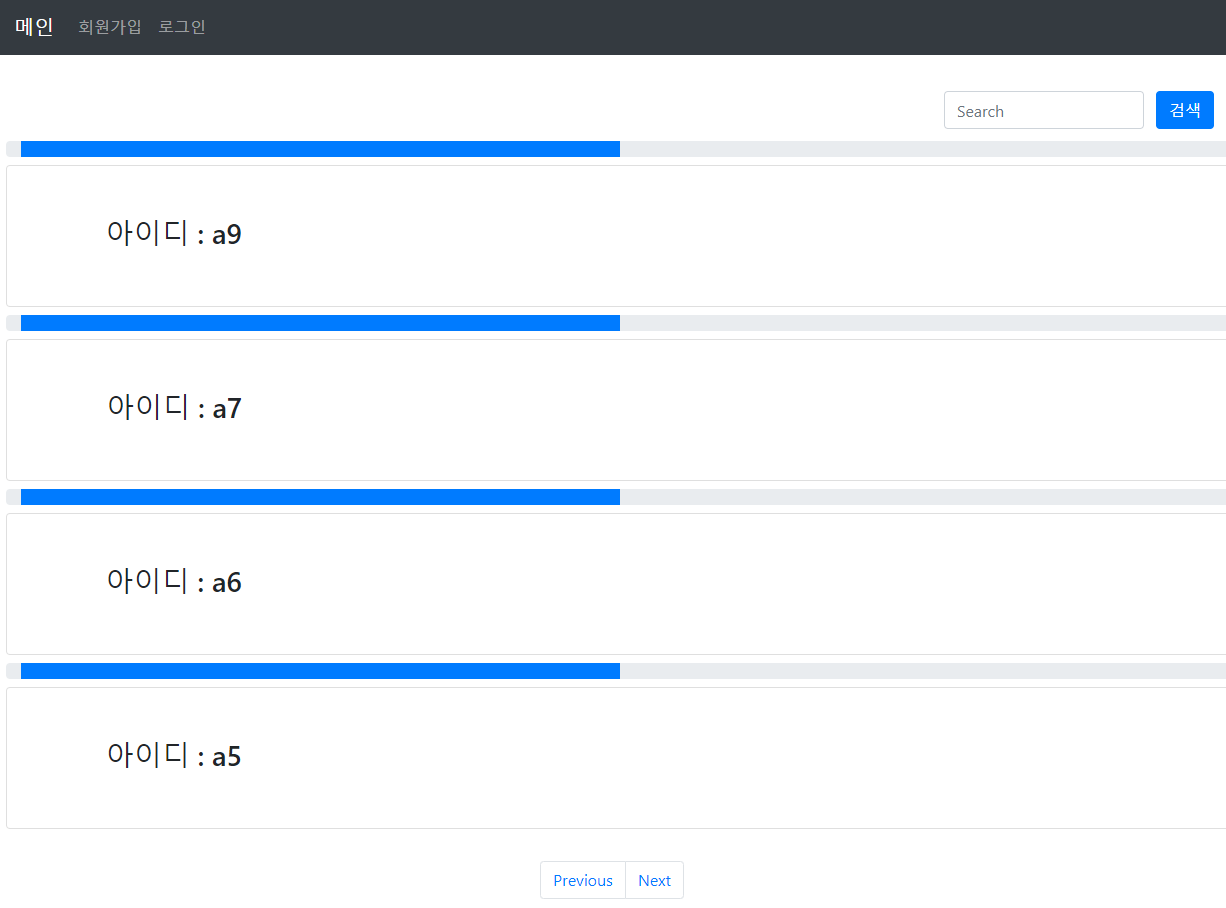 메인 회원가입 로그인
Search 검색
아이디 : a9
아이디 : a7
아이디 : a6
아이디 : a5
Previous Next